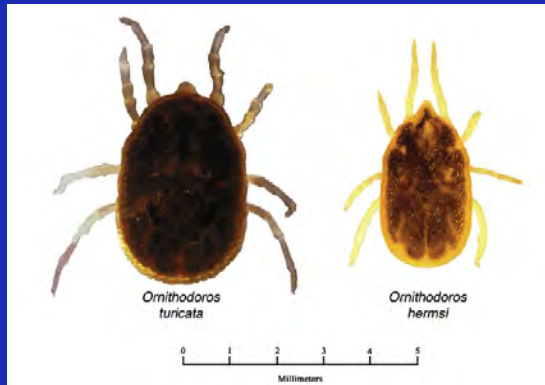 Ornithodoros
turicata
Ornithodoros
hermsi
0 1 2 3 4 5
Millimeters